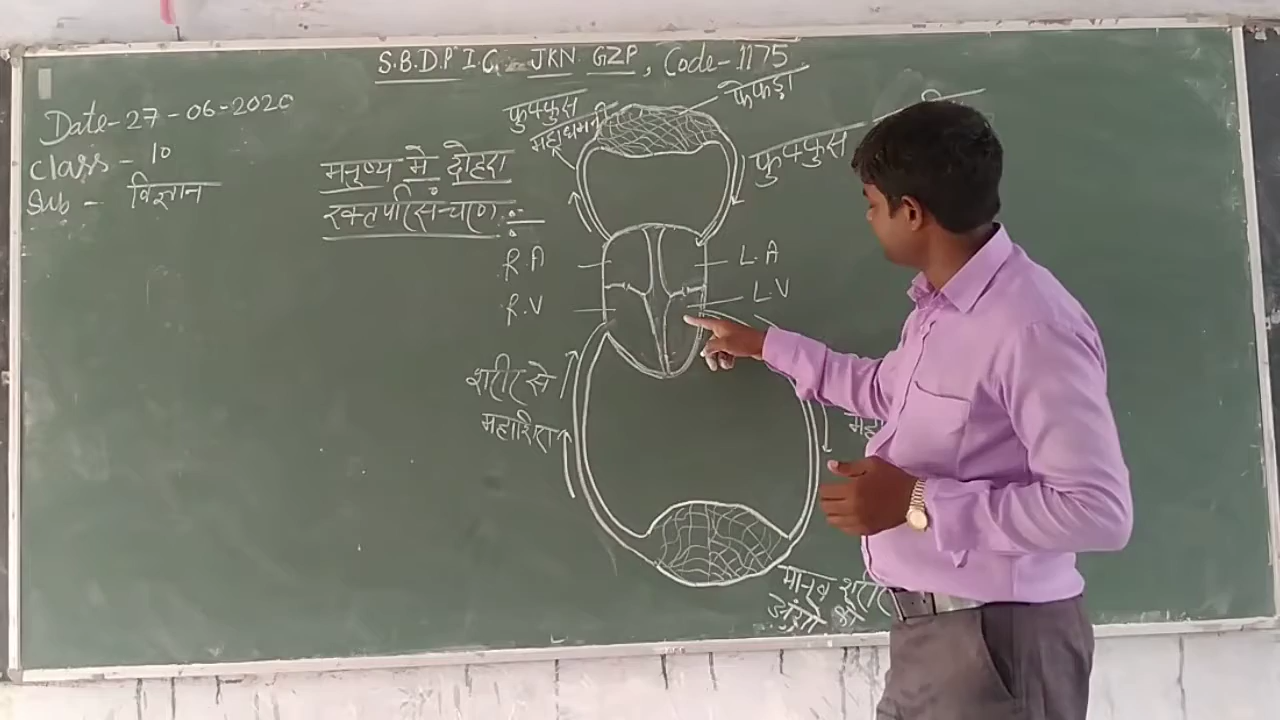 S.B.D.P. I.C. JKN GZP, Code-1175
Date-27-06-2020
Class - 10
Sub - विज्ञान
मनुष्य मे दोहरा
रक्तपरिसंचरण :-
फुफ्फुस
महाधमनी
फेफड़ा
फुफ्फुस
R.A
L.A
R.V
L.V
शरीर से
महाशिरा
मानव शरीर